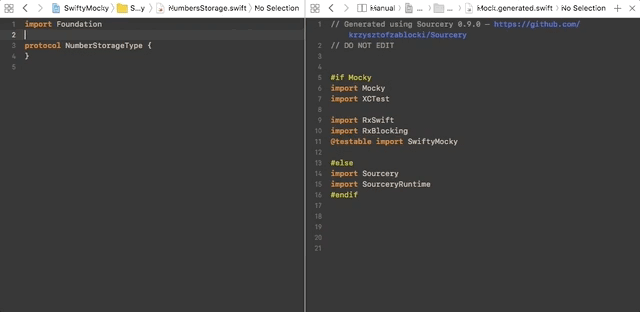 SwiftyMocky S...y NumbersStorage.swift No Selection
1 import Foundation
2
3 protocol NumberStorageType {
4 }
5
Manual ... ... Mock.generated.swift No Selection
1 // Generated using Sourcery 0.9.0 — https://github.com/
krzysztofzablocki/Sourcery
2 // DO NOT EDIT
3
4
5 #if Mocky
6 import Mocky
7 import XCTest
8
9 import RxSwift
10 import RxBlocking
11 @testable import SwiftyMocky
12
13 #else
14 import Sourcery
15 import SourceryRuntime
16 #endif
17
18
19
20
21